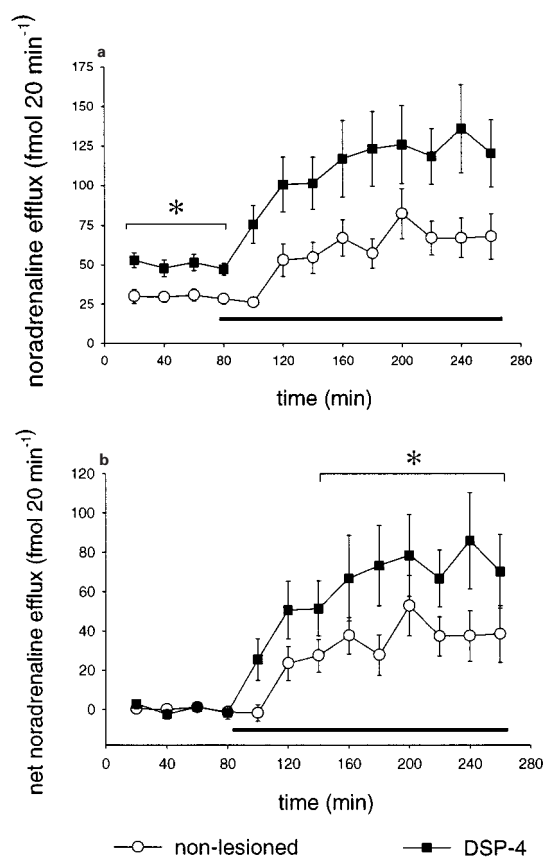 a
noradrenaline efflux (fmol 20 min⁻¹)
175
150
125
100
75
50
25
0
*
0 40 80 120 160 200 240 280
time (min)
b
net noradrenaline efflux (fmol 20 min⁻¹)
120
100
80
60
40
20
0
*
0 40 80 120 160 200 240 280
time (min)
non-lesioned DSP-4